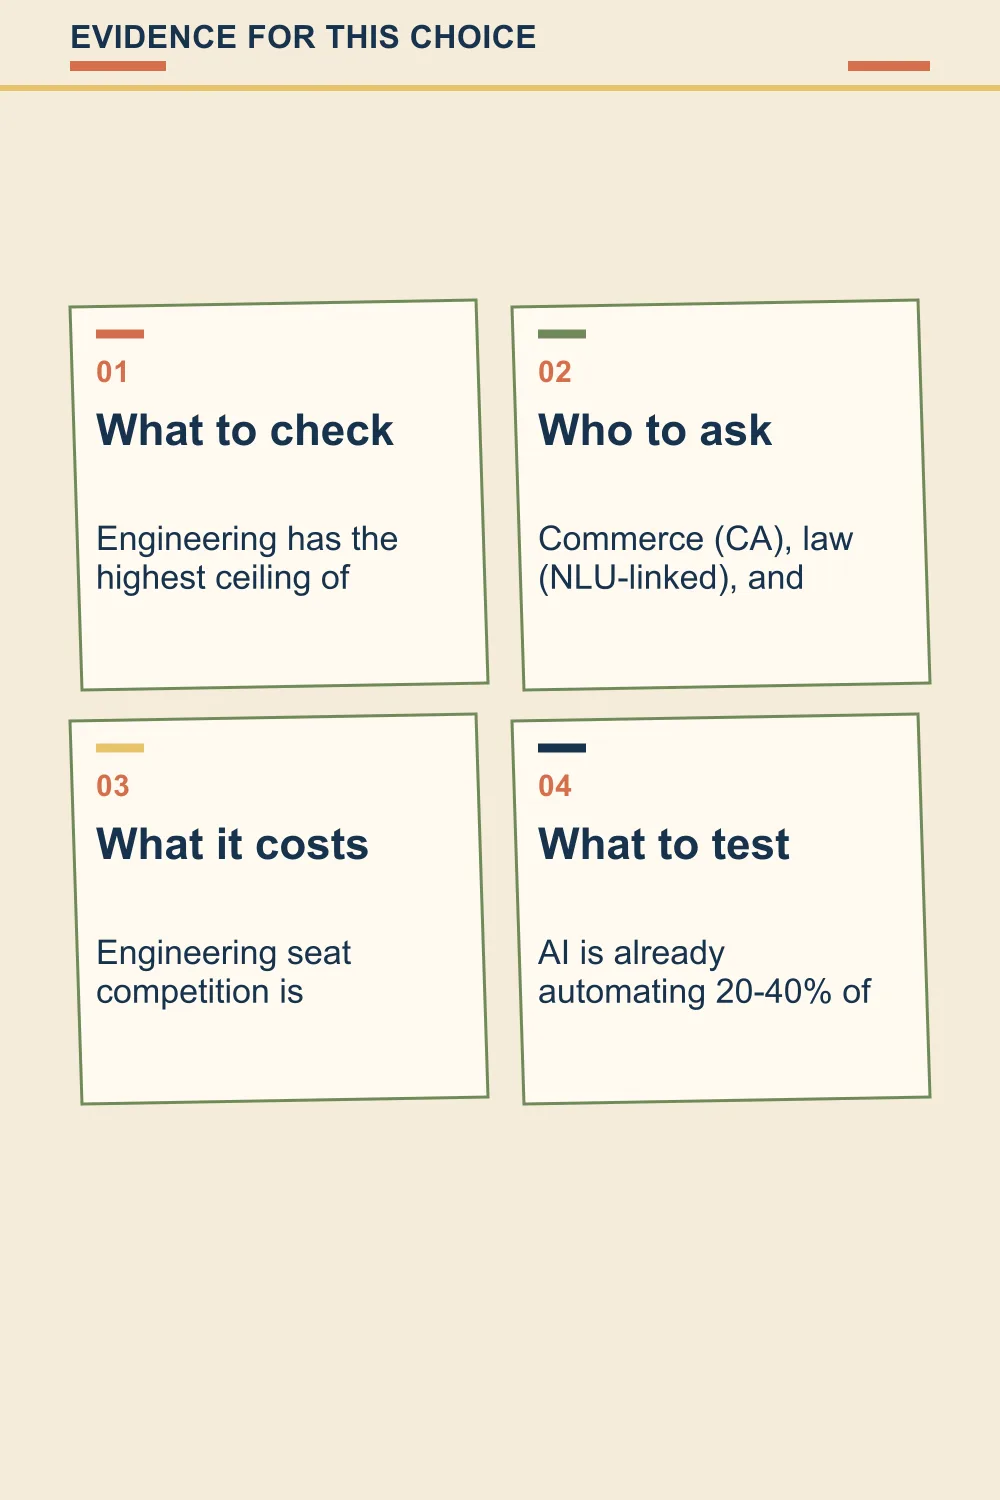 EVIDENCE FOR THIS CHOICE
01
What to check
Engineering has the
highest ceiling of
02
Who to ask
Commerce (CA), law
(NLU-linked), and
03
What it costs
Engineering seat
competition is
04
What to test
AI is already
automating 20-40% of